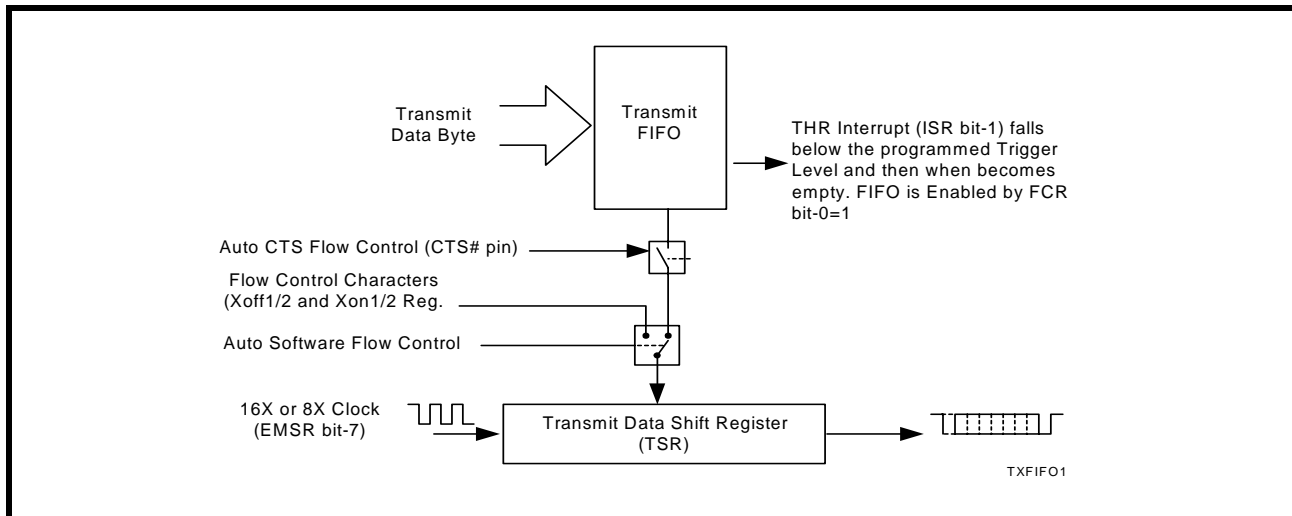 Transmit
Data Byte
Transmit
FIFO
THR Interrupt (ISR bit-1) falls
below the programmed Trigger
Level and then when becomes
empty. FIFO is Enabled by FCR
bit-0=1
Auto CTS Flow Control (CTS# pin)
Flow Control Characters
(Xoff1/2 and Xon1/2 Reg.
Auto Software Flow Control
16X or 8X Clock
(EMSR bit-7)
Transmit Data Shift Register
(TSR)
TXFIFO1